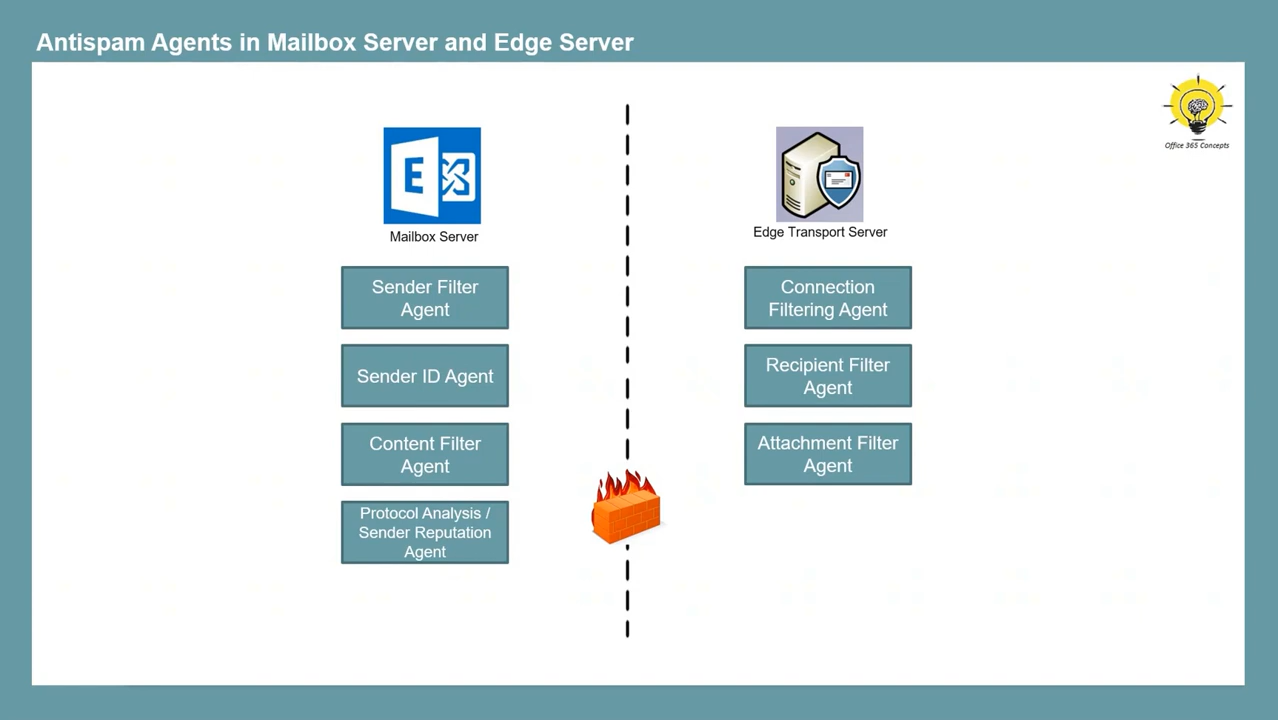 Antispam Agents in Mailbox Server and Edge Server
Office 365 Concepts
E
Mailbox Server
Sender Filter
Agent
Sender ID Agent
Content Filter
Agent
Protocol Analysis /
Sender Reputation
Agent
Edge Transport Server
Connection
Filtering Agent
Recipient Filter
Agent
Attachment Filter
Agent